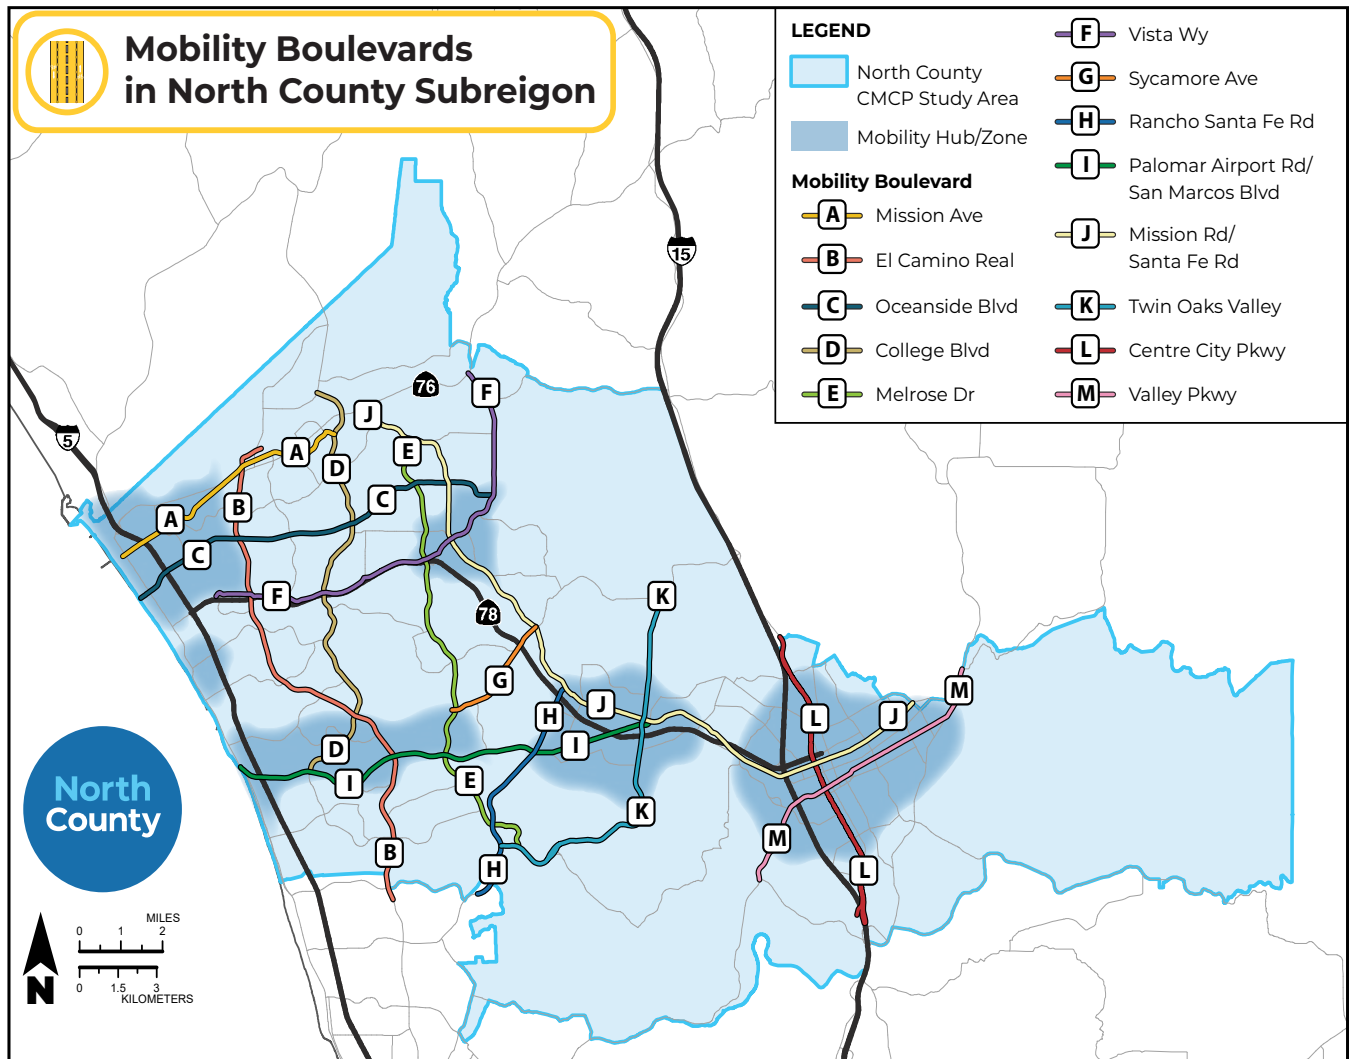 Mobility Boulevards
in North County Subreigon
LEGEND
North County
CMCP Study Area
Mobility Hub/Zone
Mobility Boulevard
A Mission Ave
B El Camino Real
C Oceanside Blvd
D College Blvd
E Melrose Dr
F Vista Wy
G Sycamore Ave
H Rancho Santa Fe Rd
I Palomar Airport Rd/
San Marcos Blvd
J Mission Rd/
Santa Fe Rd
K Twin Oaks Valley
L Centre City Pkwy
M Valley Pkwy
15
76
F
J
5
A
E
D
C
B
A
C
F
K
78
G
M
H
J
L
J
I
D
I
E
K
M
B
H
L
North
County
MILES
0 1 2
0 1.5 3
KILOMETERS
N